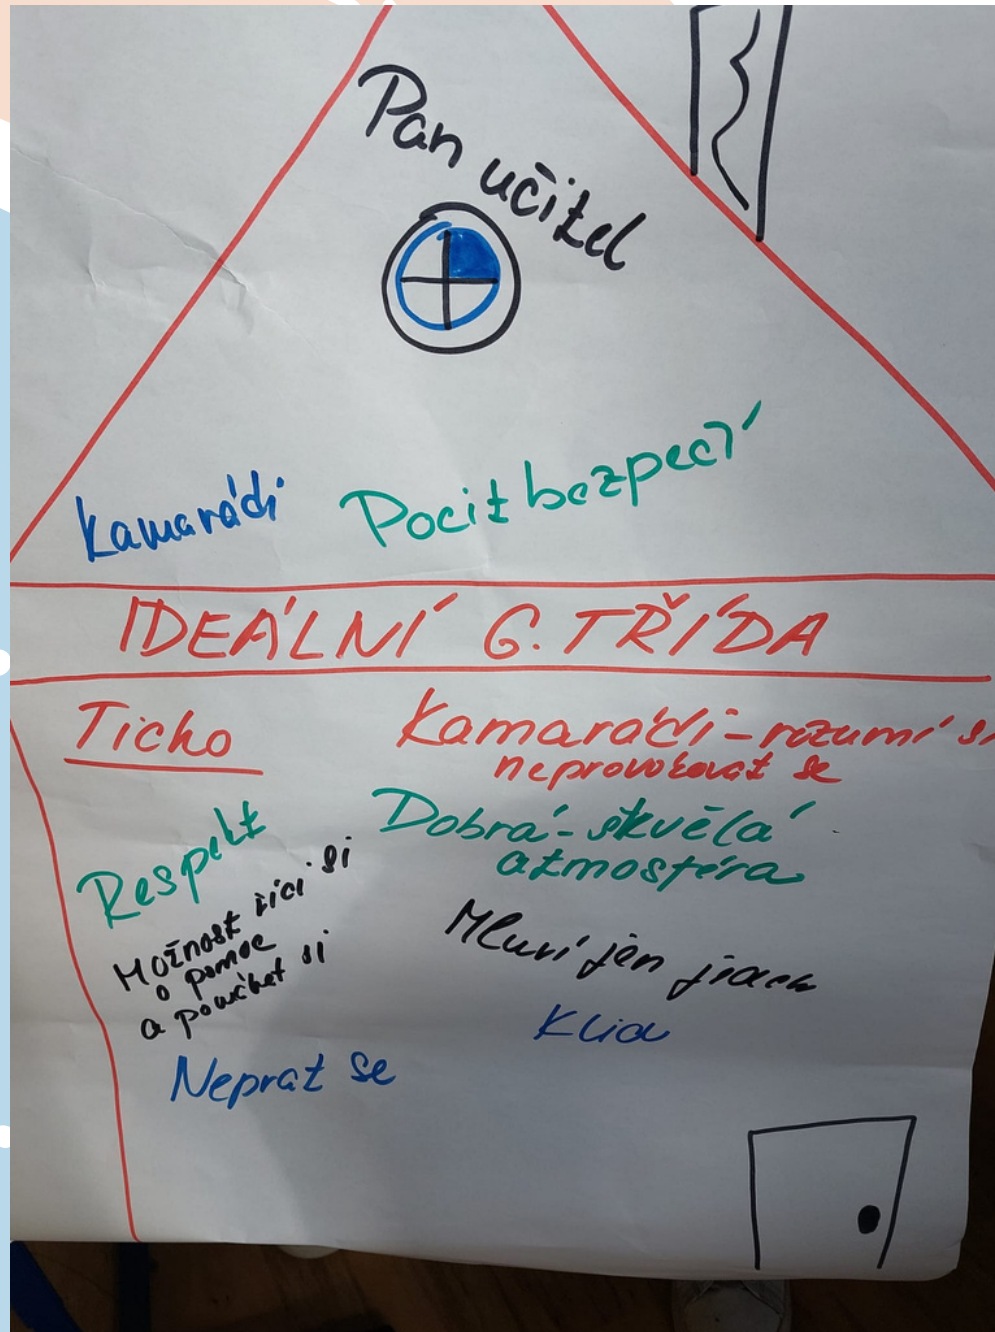 Pan učitel
Kamarádi
Pocit bezpečí
IDEÁLNÍ 6. TŘÍDA
Ticho
Kamarádi - rozumí si
neprovokovat se
Respekt
Dobrá - skvělá
atmosféra
Možnost říci si
o pomoc
a pomáhat si
Mluví jen jeden
Klid
Neprat se